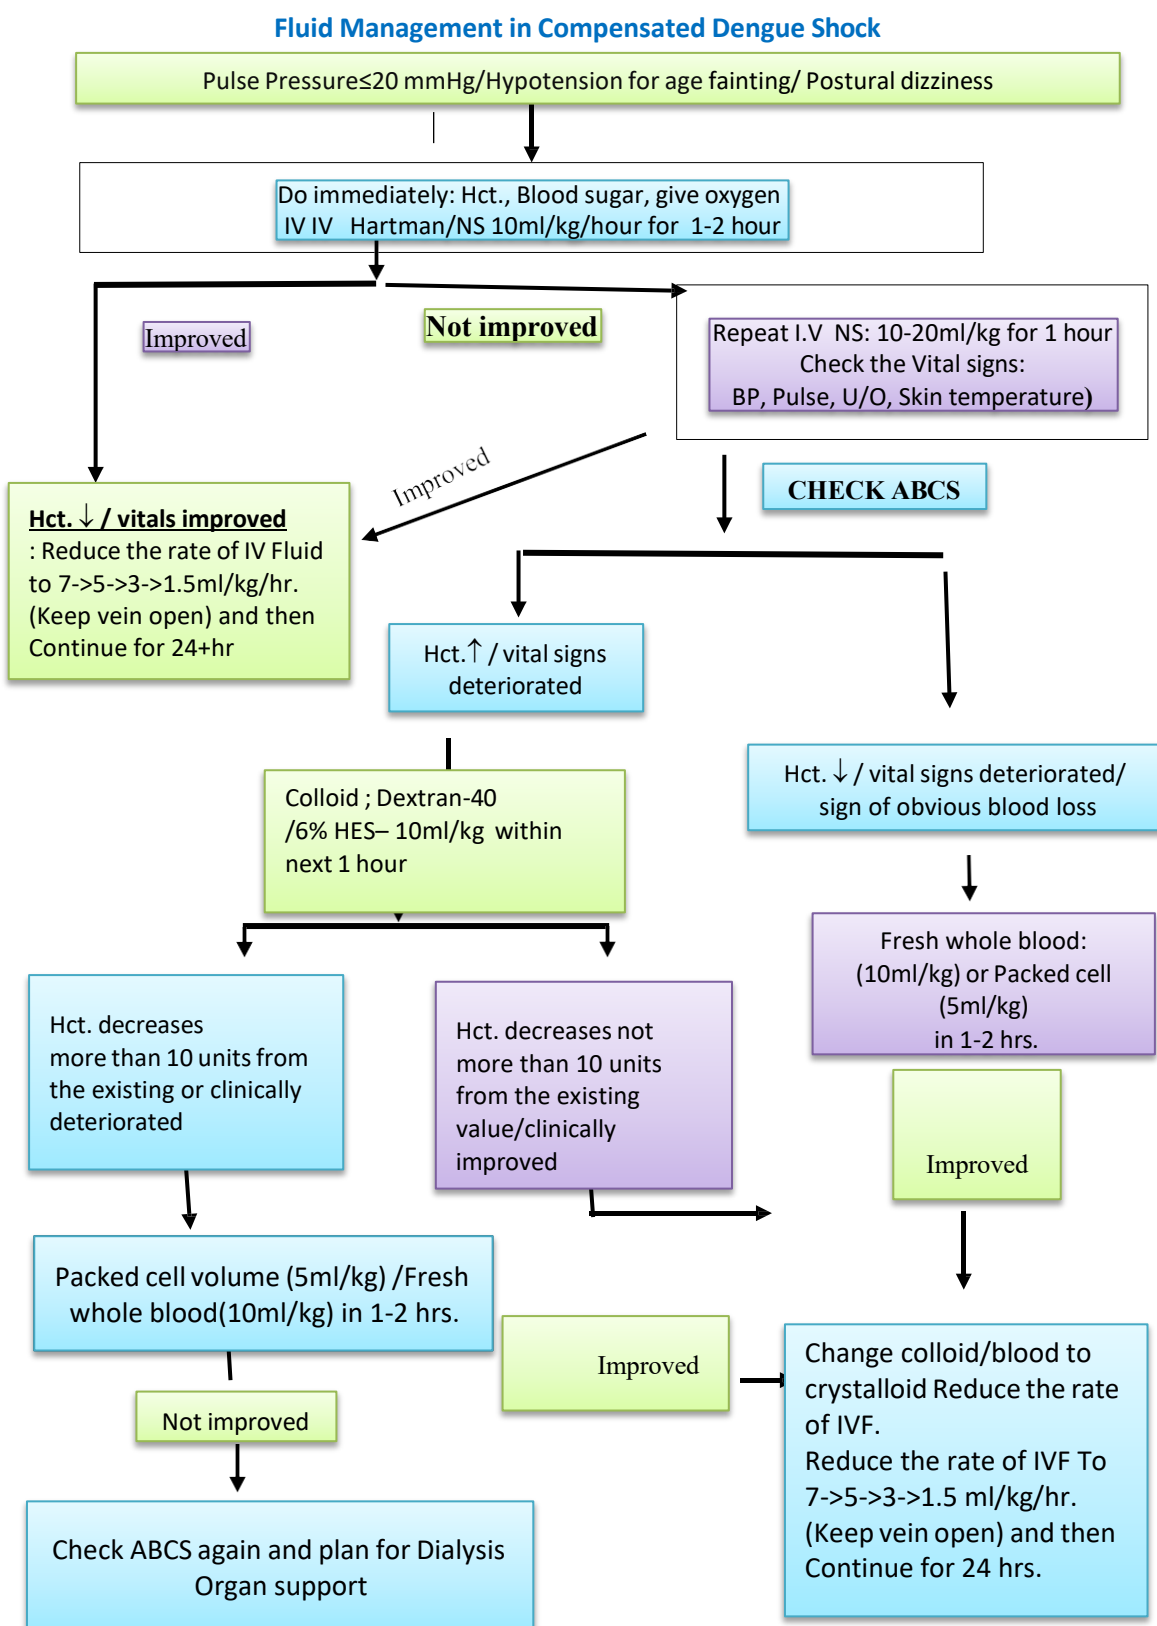 Fluid Management in Compensated Dengue Shock
Pulse Pressure≤20 mmHg/Hypotension for age fainting/ Postural dizziness
Do immediately: Hct., Blood sugar, give oxygen
IV IV Hartman/NS 10ml/kg/hour for 1-2 hour
Improved
Not improved
Repeat I.V NS: 10-20ml/kg for 1 hour
Check the Vital signs:
BP, Pulse, U/O, Skin temperature)
Improved
CHECK ABCS
Hct. ↓ / vitals improved
: Reduce the rate of IV Fluid
to 7->5->3->1.5ml/kg/hr.
(Keep vein open) and then
Continue for 24+hr
Hct.↑ / vital signs
deteriorated
Hct. ↓ / vital signs deteriorated/
sign of obvious blood loss
Colloid ; Dextran-40
/6% HES– 10ml/kg within
next 1 hour
Fresh whole blood:
(10ml/kg) or Packed cell
(5ml/kg)
in 1-2 hrs.
Hct. decreases
more than 10 units from
the existing or clinically
deteriorated
Hct. decreases not
more than 10 units
from the existing
value/clinically
improved
Improved
Packed cell volume (5ml/kg) /Fresh
whole blood(10ml/kg) in 1-2 hrs.
Improved
Change colloid/blood to
crystalloid Reduce the rate
of IVF.
Reduce the rate of IVF To
7->5->3->1.5 ml/kg/hr.
(Keep vein open) and then
Continue for 24 hrs.
Not improved
Check ABCS again and plan for Dialysis
Organ support